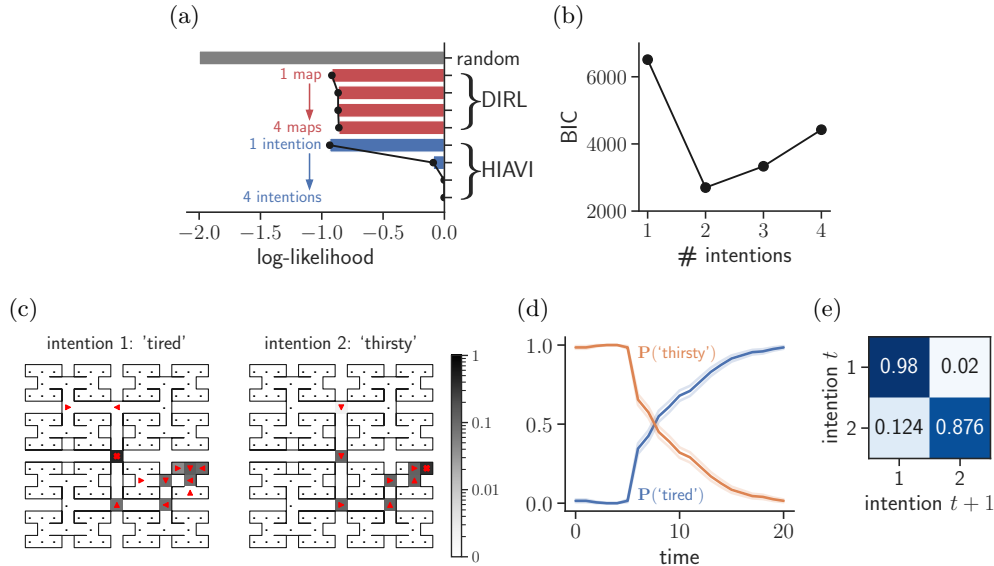 (a)
random
1 map
DIRL
4 maps
1 intention
HIAVI
4 intentions
−2.0 −1.5 −1.0 −0.5 0.0
log-likelihood
(b)
6000
4000
2000
BIC
1 2 3 4
# intentions
(c)
intention 1: 'tired'
intention 2: 'thirsty'
1
0.1
0.01
0
(d)
1.0
0.5
0.0
P('thirsty')
P('tired')
0 10 20
time
(e)
intention t
1 0.98 0.02
2 0.124 0.876
1 2
intention t + 1